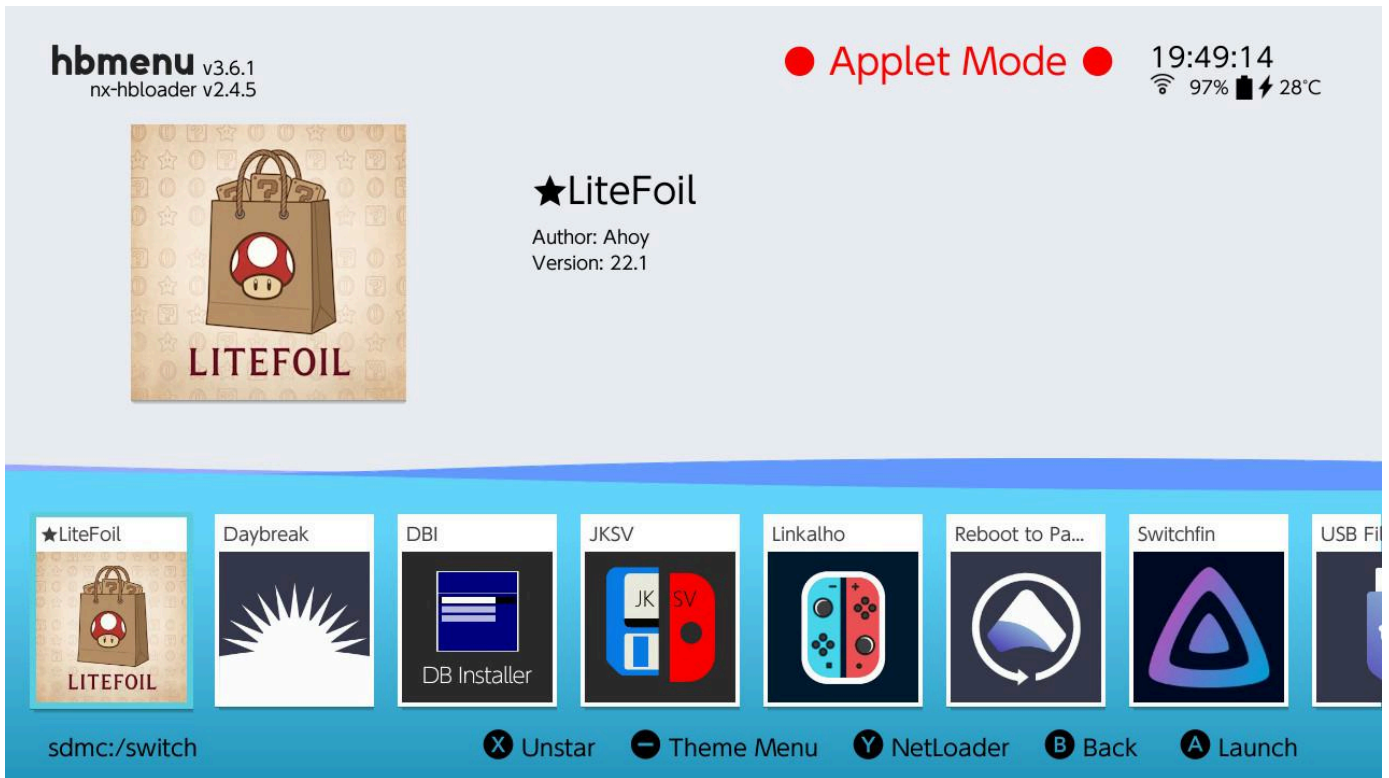 hbmenu v3.6.1
nx-hbloader v2.4.5
● Applet Mode ●
19:49:14
97% 28°C
LITEFOIL
★LiteFoil
Author: Ahoy
Version: 22.1
★LiteFoil
Daybreak
DBI
JKSV
Linkalho
Reboot to Pa...
Switchfin
USB Fil
LITEFOIL
DB Installer
JK SV
sdmc:/switch
X Unstar
Theme Menu
Y NetLoader
B Back
A Launch